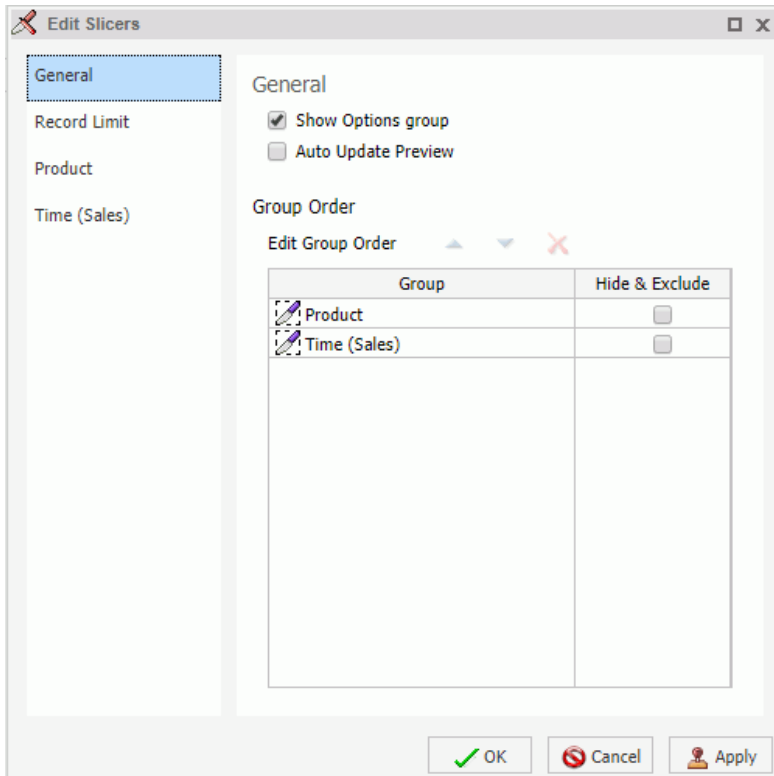 Edit Slicers
General
Record Limit
Product
Time (Sales)
General
Show Options group
Auto Update Preview
Group Order
Edit Group Order
Group Hide & Exclude
Product
Time (Sales)
OK Cancel Apply